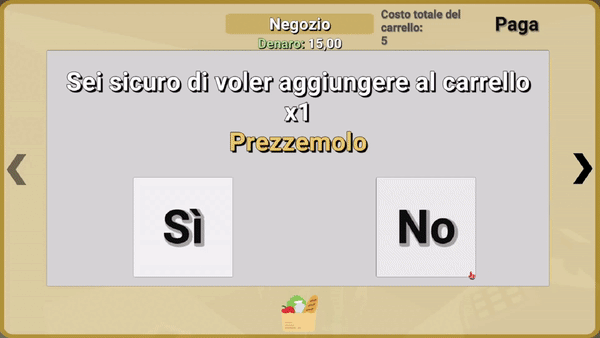 Negozio
Denaro: 15,00
Costo totale del
carrello:
5
Paga
Sei sicuro di voler aggiungere al carrello
x1
Prezzemolo
Sì
No